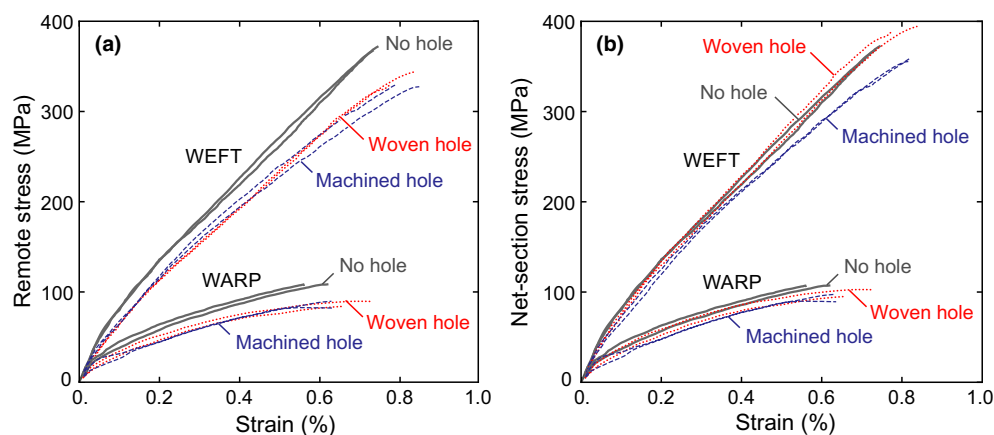 (a)
No hole
WEFT
Woven hole
Machined hole
WARP
No hole
Woven hole
Machined hole
Remote stress (MPa)
400
300
200
100
0
0. 0.2 0.4 0.6 0.8 1.0
Strain (%)
(b)
Woven hole
No hole
WEFT
Machined hole
WARP
No hole
Woven hole
Machined hole
Net-section stress (MPa)
400
300
200
100
0
0. 0.2 0.4 0.6 0.8 1.0
Strain (%)